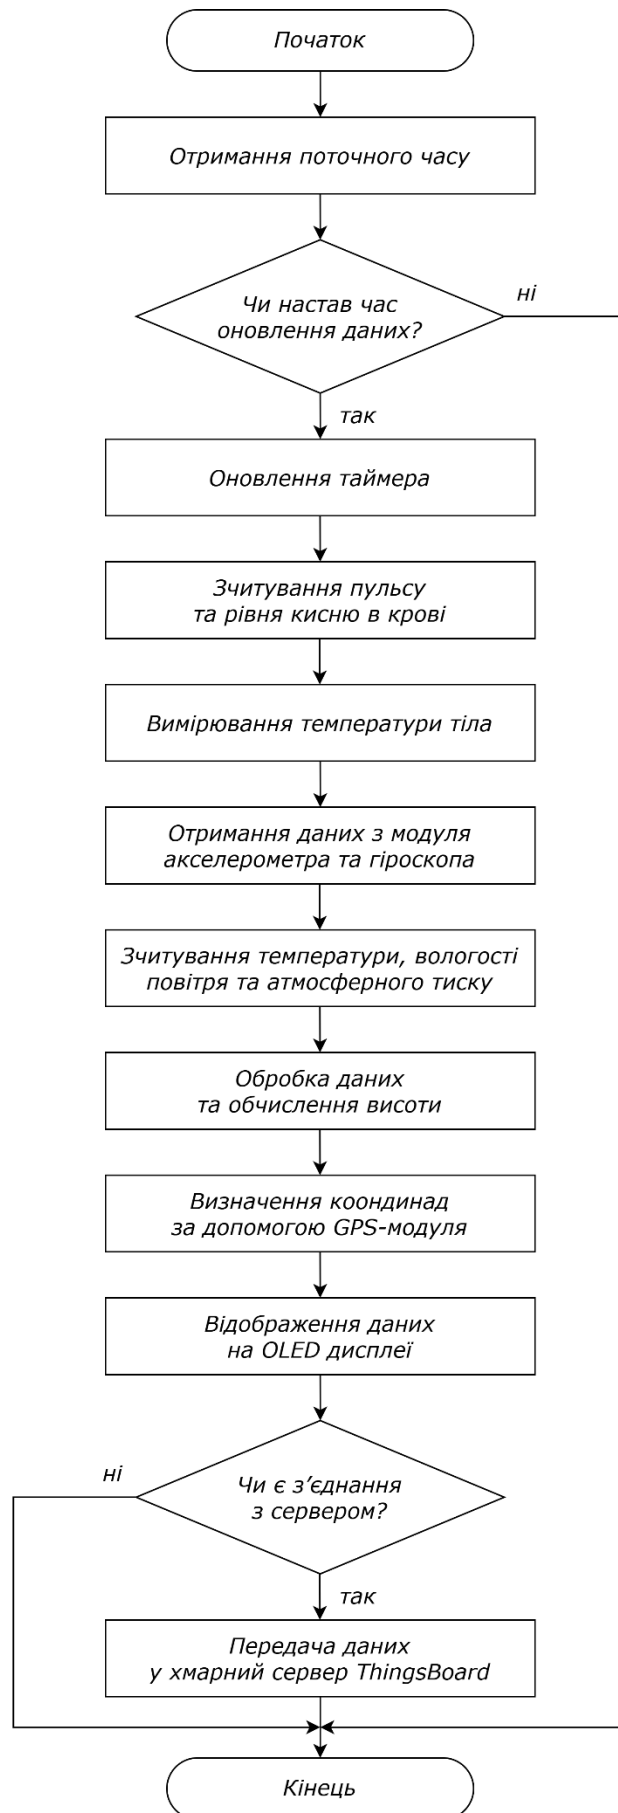 Початок
Отримання поточного часу
Чи настав час
оновлення даних?
ні
так
Оновлення таймера
Зчитування пульсу
та рівня кисню в крові
Вимірювання температури тіла
Отримання даних з модуля
акселерометра та гіроскопа
Зчитування температури, вологості
повітря та атмосферного тиску
Обробка даних
та обчислення висоти
Визначення коондинад
за допомогою GPS-модуля
Відображення даних
на OLED дисплеї
ні
Чи є з’єднання
з сервером?
так
Передача даних
у хмарний сервер ThingsBoard
Кінець